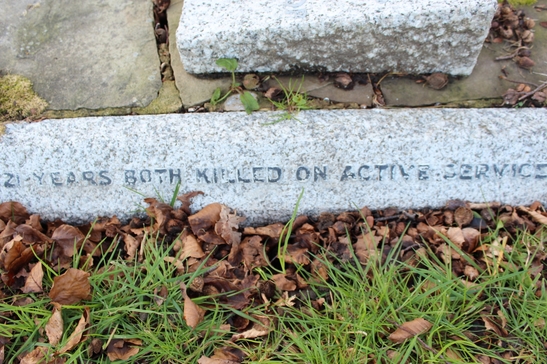 21 YEARS BOTH KILLED ON ACTIVE SERVICE